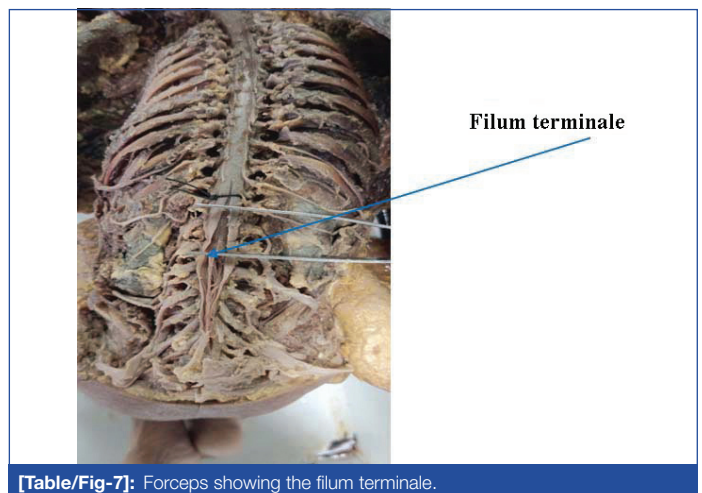 Filum terminale
[Table/Fig-7]: Forceps showing the filum terminale.